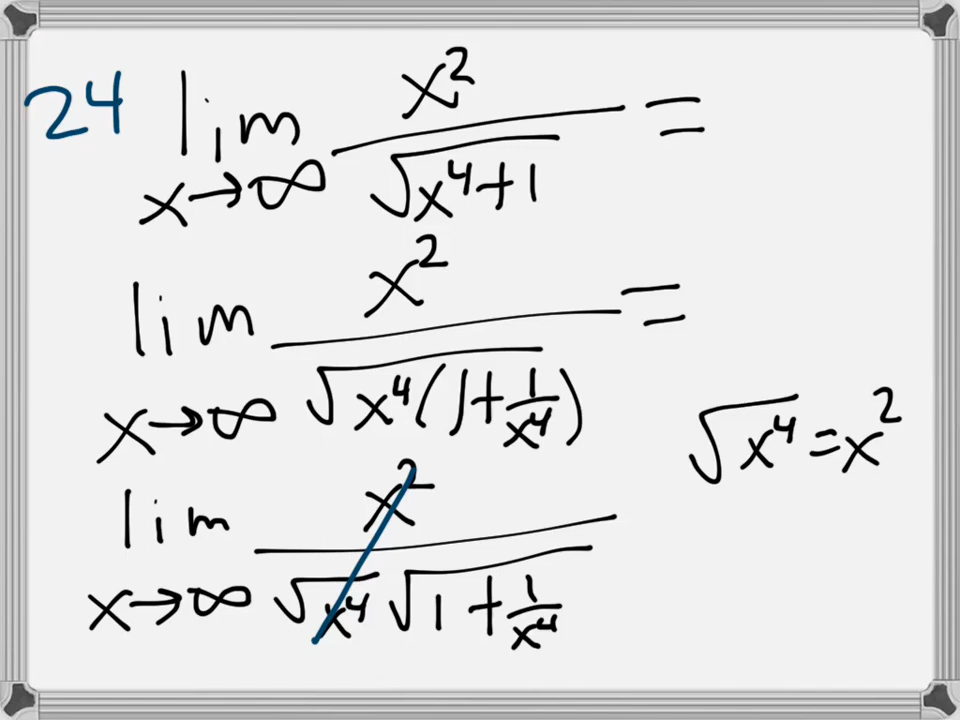 24 lim x→∞ x² / √(x⁴+1) =
lim x→∞ x² / √(x⁴(1+1/x⁴)) =
√x⁴ = x²
lim x→∞ x² / √x⁴ √(1+1/x⁴)